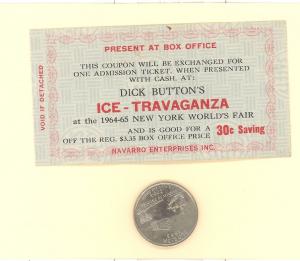 PRESENT AT BOX OFFICE
THIS COUPON WILL BE EXCHANGED FOR
ONE ADMISSION TICKET, WHEN PRESENTED
WITH CASH, AT:
DICK BUTTON'S
ICE - TRAVAGANZA
at the 1964-65 NEW YORK WORLD'S FAIR
AND IS GOOD FOR A
OFF THE REG. $3.35 BOX OFFICE PRICE
30c Saving
NAVARRO ENTERPRISES INC.
VOID IF DETACHED